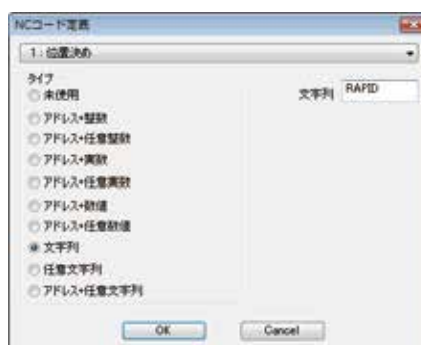 NCコード定義
1：位置決め
タイプ
未使用
文字列 RAPID
アドレス+整数
アドレス+任意整数
アドレス+実数
アドレス+任意実数
アドレス+数値
アドレス+任意数値
文字列
任意文字列
アドレス+任意文字列
OK Cancel